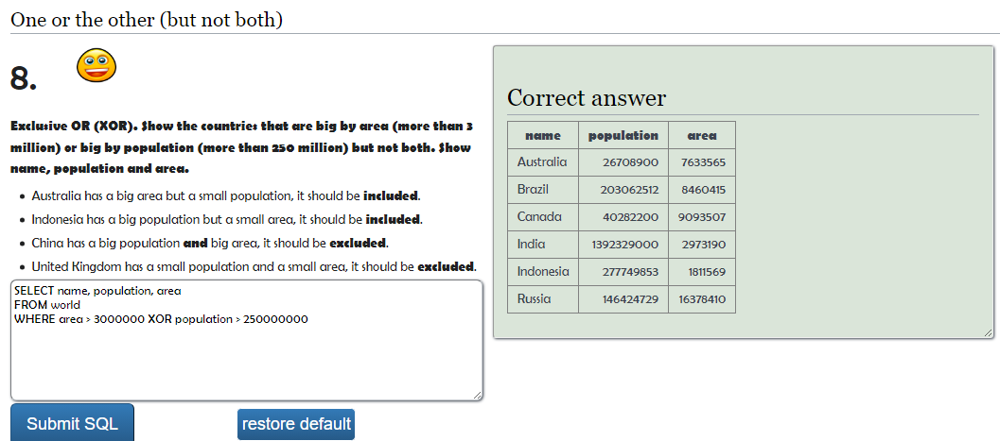 One or the other (but not both)
8.
Exclusive OR (XOR). Show the countries that are big by area (more than 3
million) or big by population (more than 250 million) but not both. Show
name, population and area.
• Australia has a big area but a small population, it should be included.
• Indonesia has a big population but a small area, it should be included.
• China has a big population and big area, it should be excluded.
• United Kingdom has a small population and a small area, it should be excluded.
SELECT name, population, area
FROM world
WHERE area > 3000000 XOR population > 250000000
Submit SQL restore default
Correct answer
name population area
Australia 26708900 7633565
Brazil 203062512 8460415
Canada 40282200 9093507
India 1392329000 2973190
Indonesia 277749853 1811569
Russia 146424729 16378410